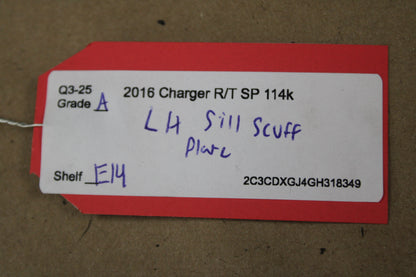 Q3-25
Grade A
2016 Charger R/T SP 114k
LH Sill Scuff
Plate
Shelf E14
2C3CDXGJ4GH318349